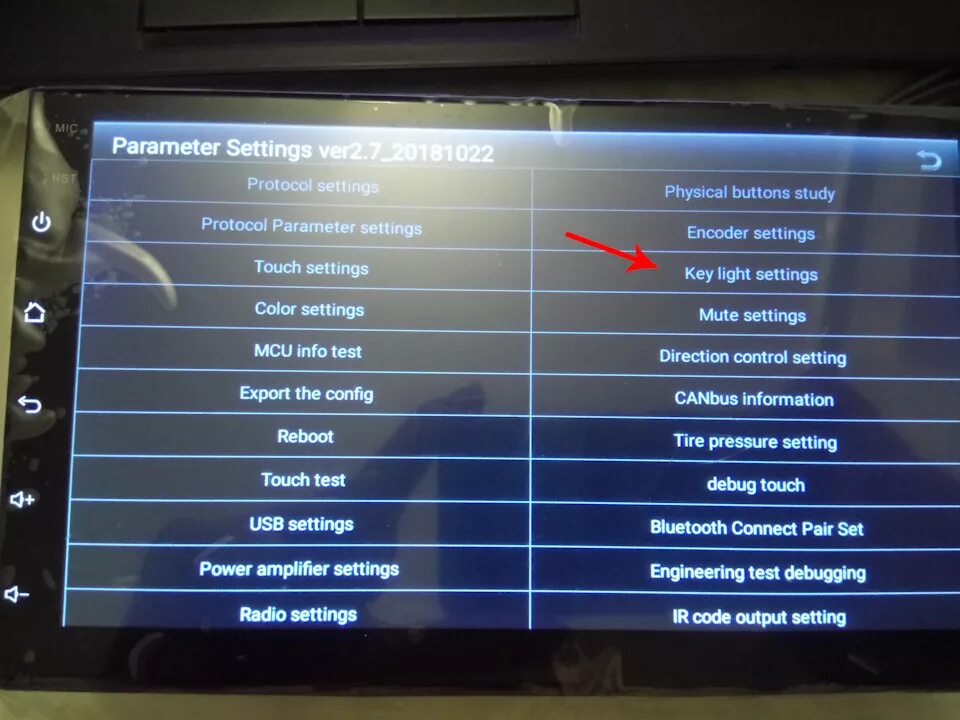 MIC
Parameter Settings ver2.7_20181022
RST
Protocol settings
Physical buttons study
Protocol Parameter settings
Encoder settings
Touch settings
Key light settings
Color settings
Mute settings
MCU info test
Direction control setting
Export the config
CANbus information
Reboot
Tire pressure setting
Touch test
debug touch
USB settings
Bluetooth Connect Pair Set
Power amplifier settings
Engineering test debugging
Radio settings
IR code output setting